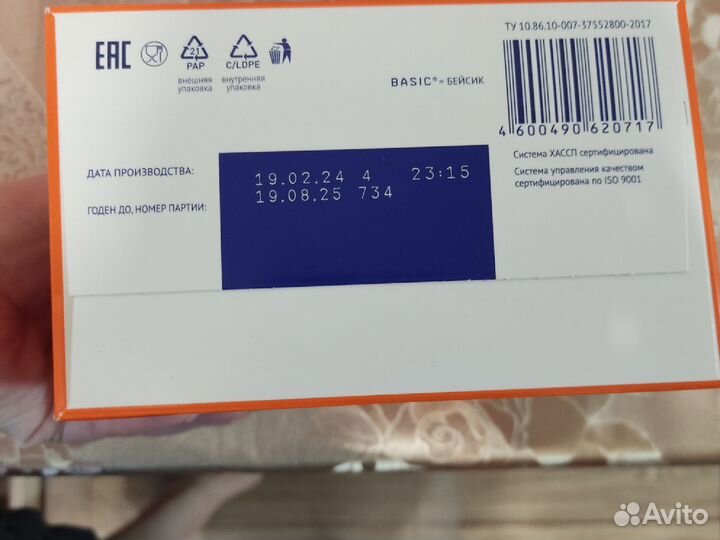 ТУ 10.86.10-007-37552800-2017
EAC
21
PAP
внешняя
упаковка
C/LDPE
внутренняя
упаковка
BASIC® = БЕЙСИК
4 600490 620717
Система ХАССП сертифицирована
Система управления качеством
сертифицирована по ISO 9001
ДАТА ПРОИЗВОДСТВА:
19.02.24 4 23:15
ГОДЕН ДО, НОМЕР ПАРТИИ:
19.08.25 734
Avito